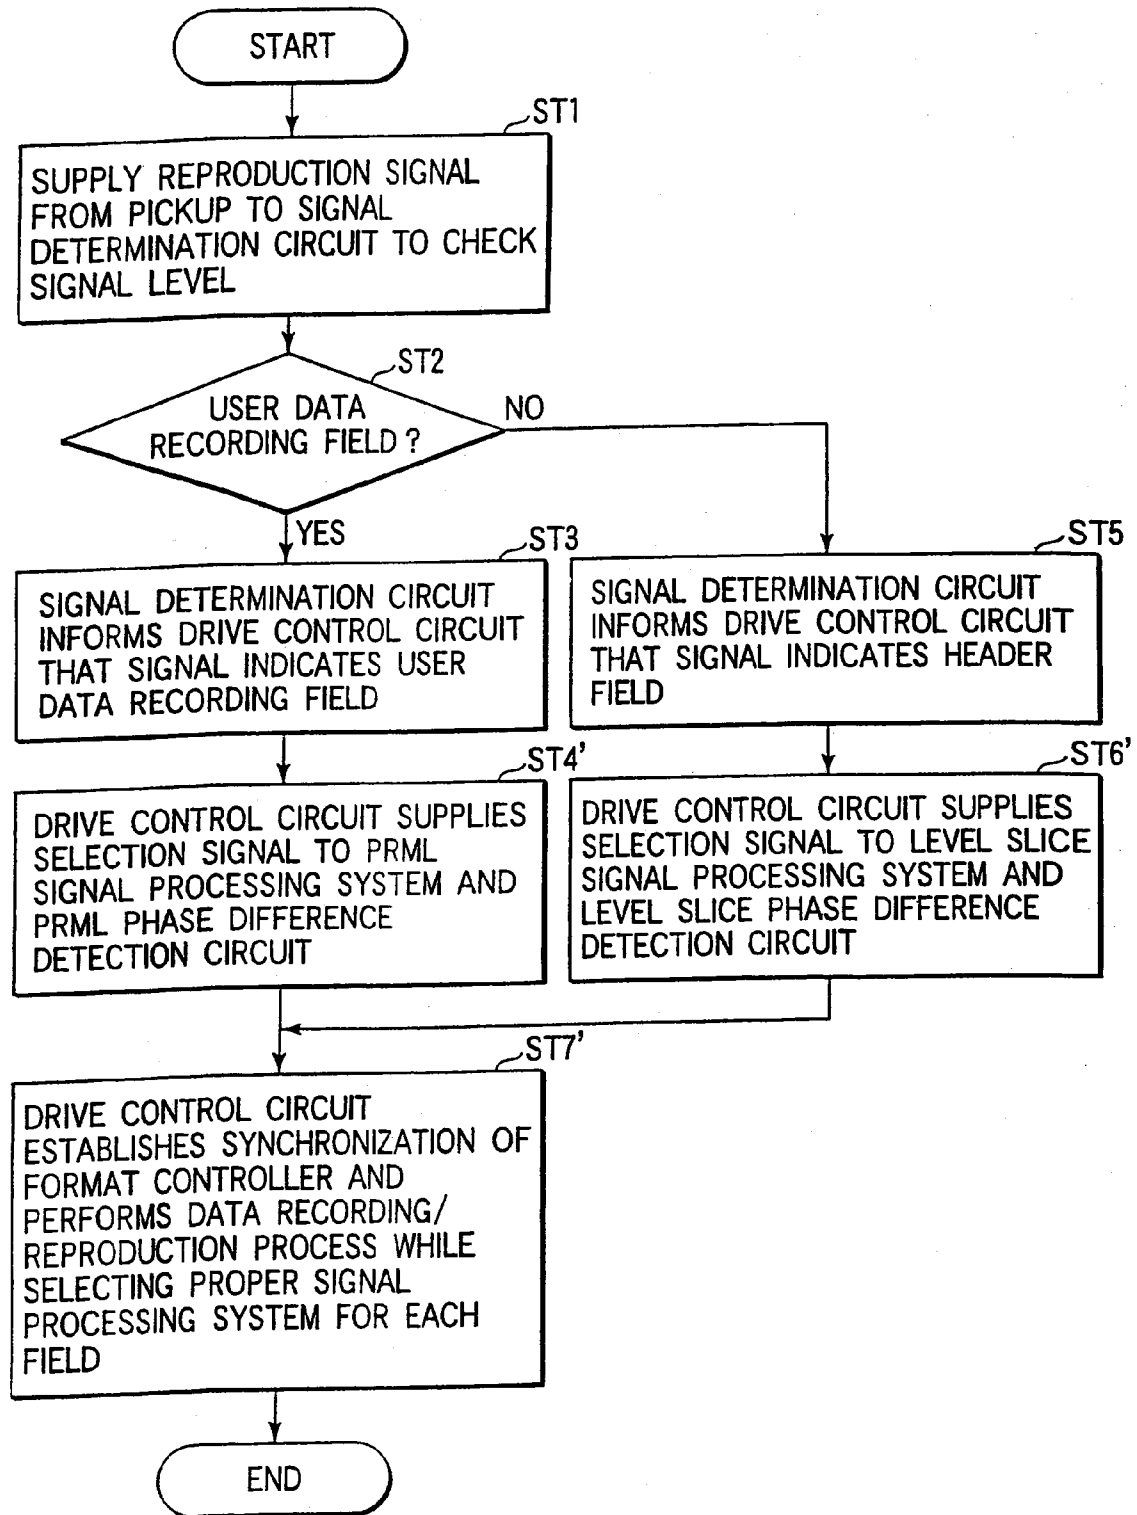 START
ST1
SUPPLY REPRODUCTION SIGNAL
FROM PICKUP TO SIGNAL
DETERMINATION CIRCUIT TO CHECK
SIGNAL LEVEL
ST2
USER DATA
RECORDING FIELD?
NO
YES
ST3
SIGNAL DETERMINATION CIRCUIT
INFORMS DRIVE CONTROL CIRCUIT
THAT SIGNAL INDICATES USER
DATA RECORDING FIELD
ST5
SIGNAL DETERMINATION CIRCUIT
INFORMS DRIVE CONTROL CIRCUIT
THAT SIGNAL INDICATES HEADER
FIELD
ST4'
DRIVE CONTROL CIRCUIT SUPPLIES
SELECTION SIGNAL TO PRML
SIGNAL PROCESSING SYSTEM AND
PRML PHASE DIFFERENCE
DETECTION CIRCUIT
ST6'
DRIVE CONTROL CIRCUIT SUPPLIES
SELECTION SIGNAL TO LEVEL SLICE
SIGNAL PROCESSING SYSTEM AND
LEVEL SLICE PHASE DIFFERENCE
DETECTION CIRCUIT
ST7'
DRIVE CONTROL CIRCUIT
ESTABLISHES SYNCHRONIZATION OF
FORMAT CONTROLLER AND
PERFORMS DATA RECORDING/
REPRODUCTION PROCESS WHILE
SELECTING PROPER SIGNAL
PROCESSING SYSTEM FOR EACH
FIELD
END